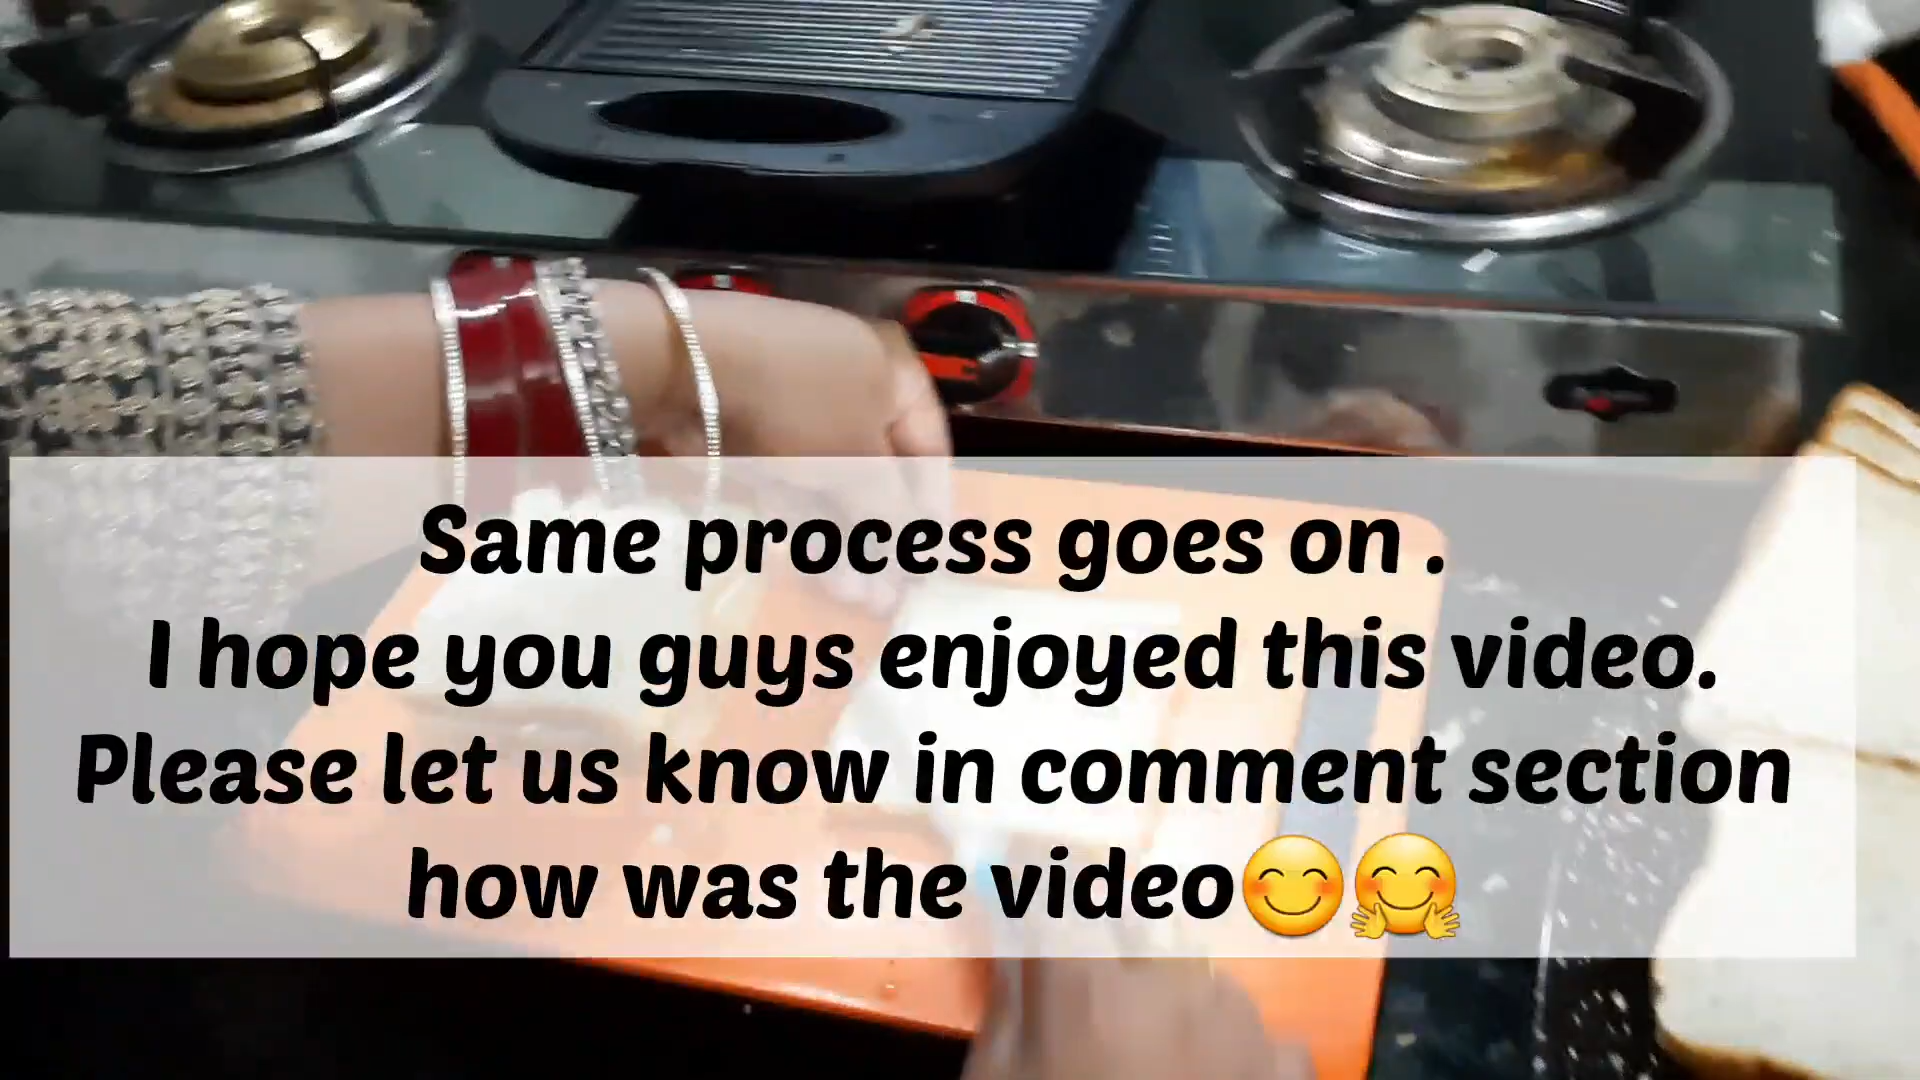 Same process goes on .
I hope you guys enjoyed this video.
Please let us know in comment section
how was the video😊🤗